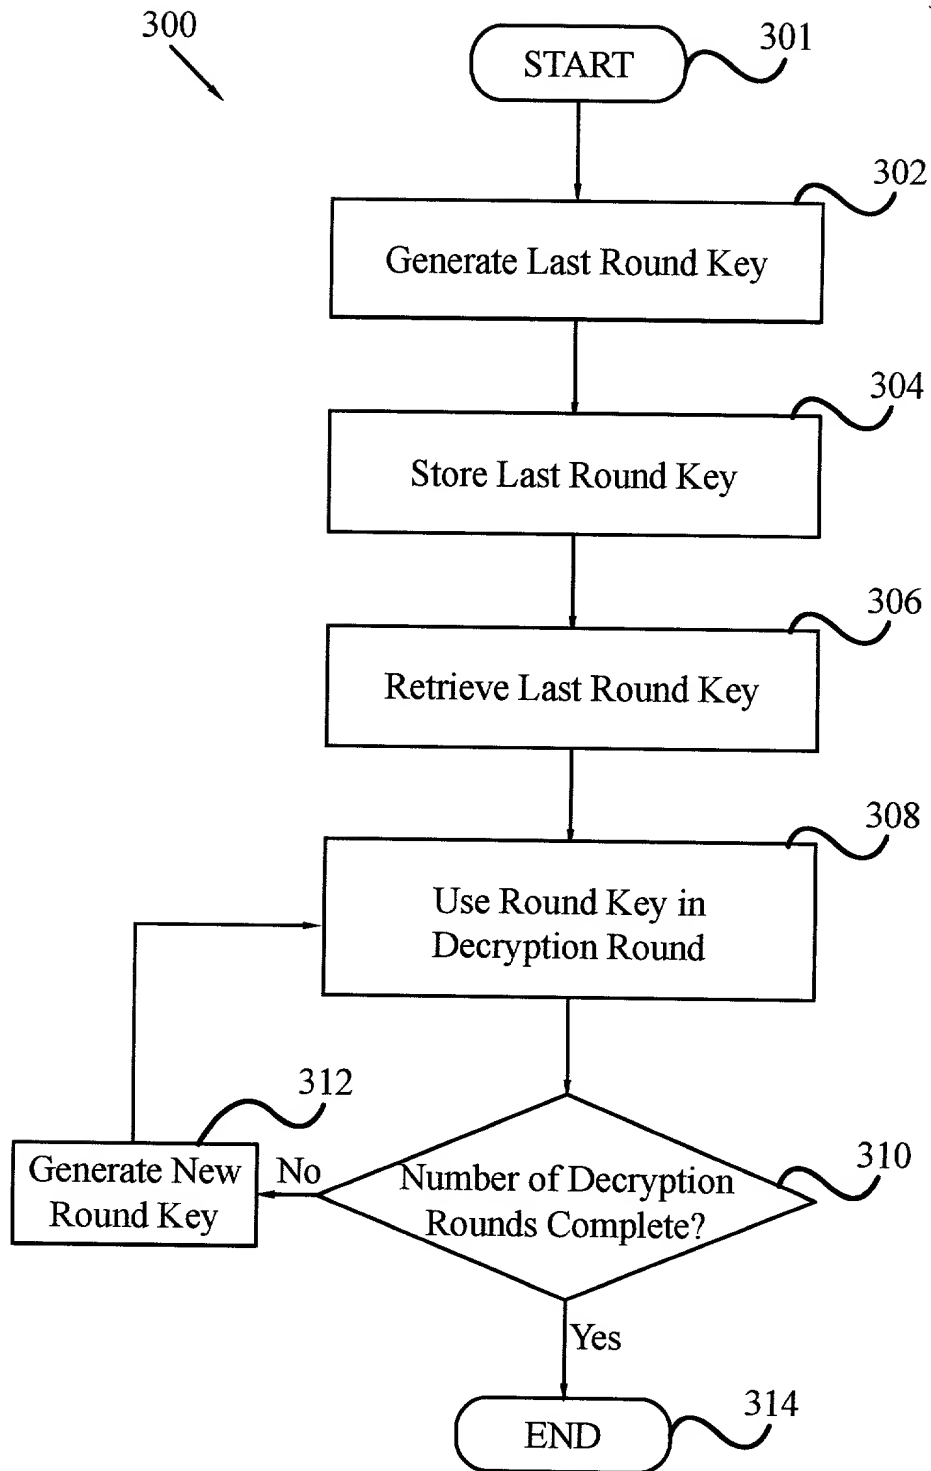 300
START
301
302
Generate Last Round Key
304
Store Last Round Key
306
Retrieve Last Round Key
308
Use Round Key in
Decryption Round
312
Generate New
Round Key
No
Number of Decryption
Rounds Complete?
310
Yes
END
314